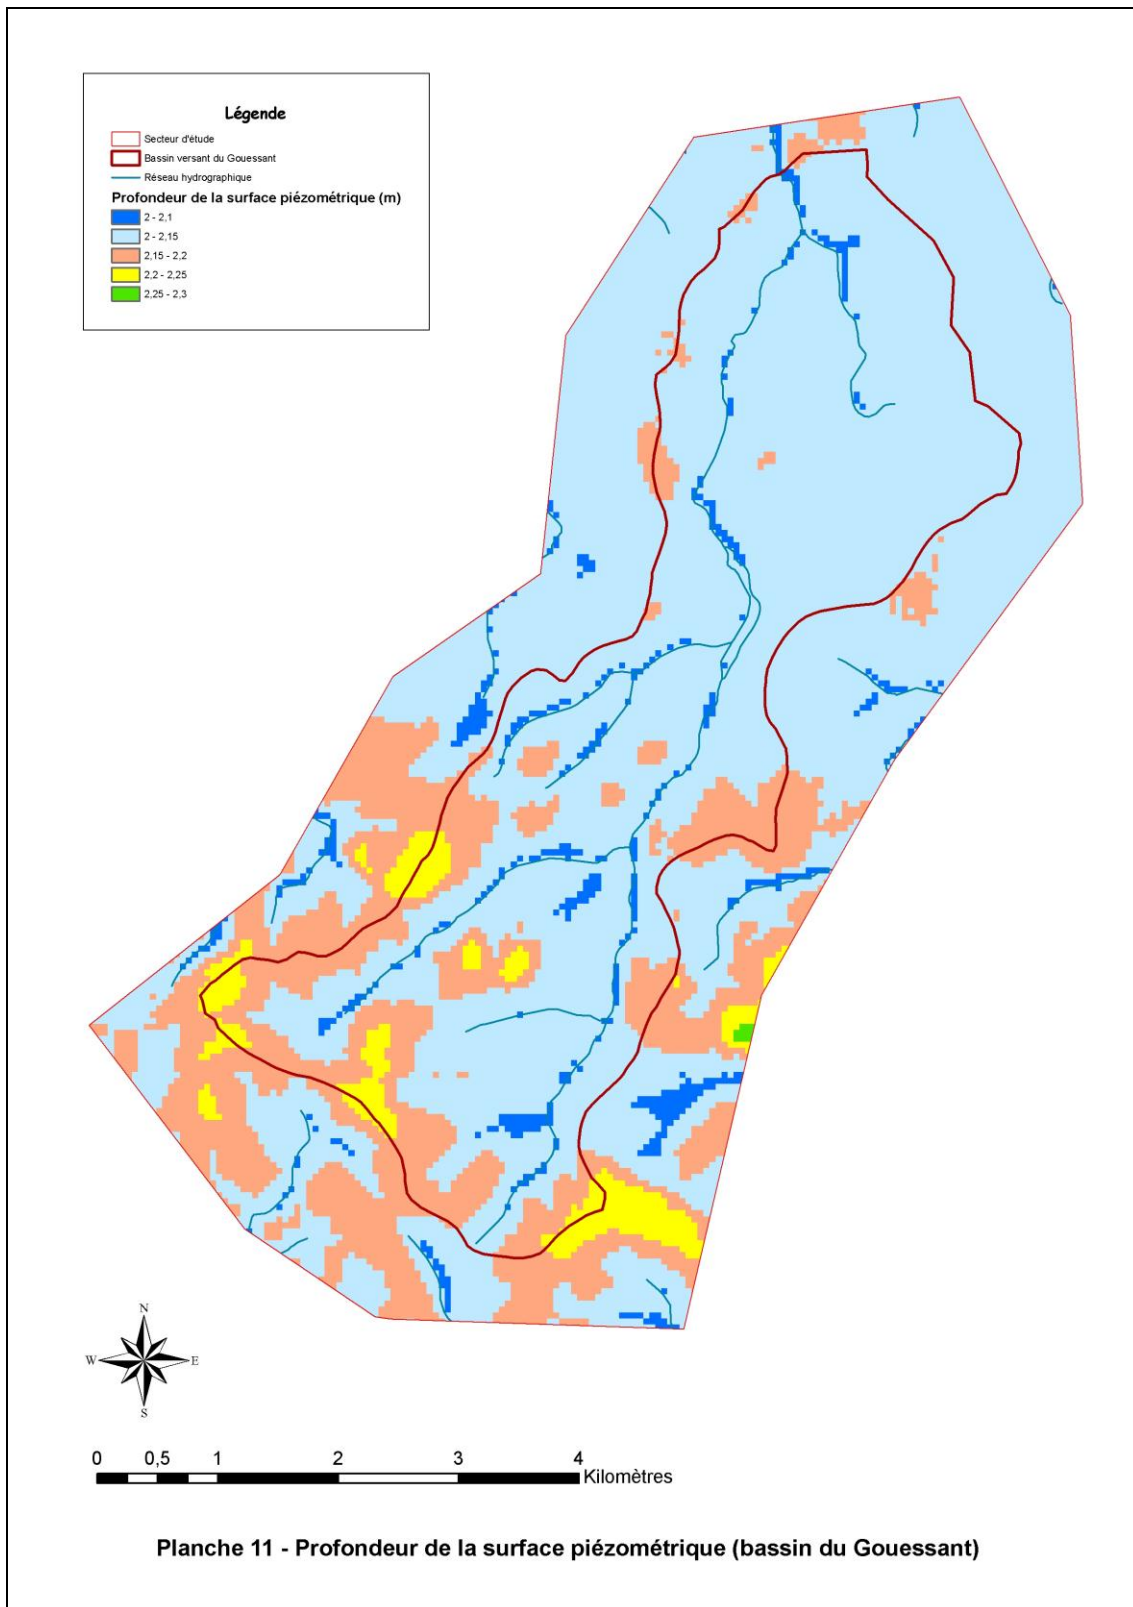 Légende
Secteur d'étude
Bassin versant du Gouessant
Réseau hydrographique
Profondeur de la surface piézométrique (m)
2 - 2,1
2 - 2,15
2,15 - 2,2
2,2 - 2,25
2,25 - 2,3
N
W E
S
0 0,5 1 2 3 4
Kilomètres
Planche 11 - Profondeur de la surface piézométrique (bassin du Gouessant)